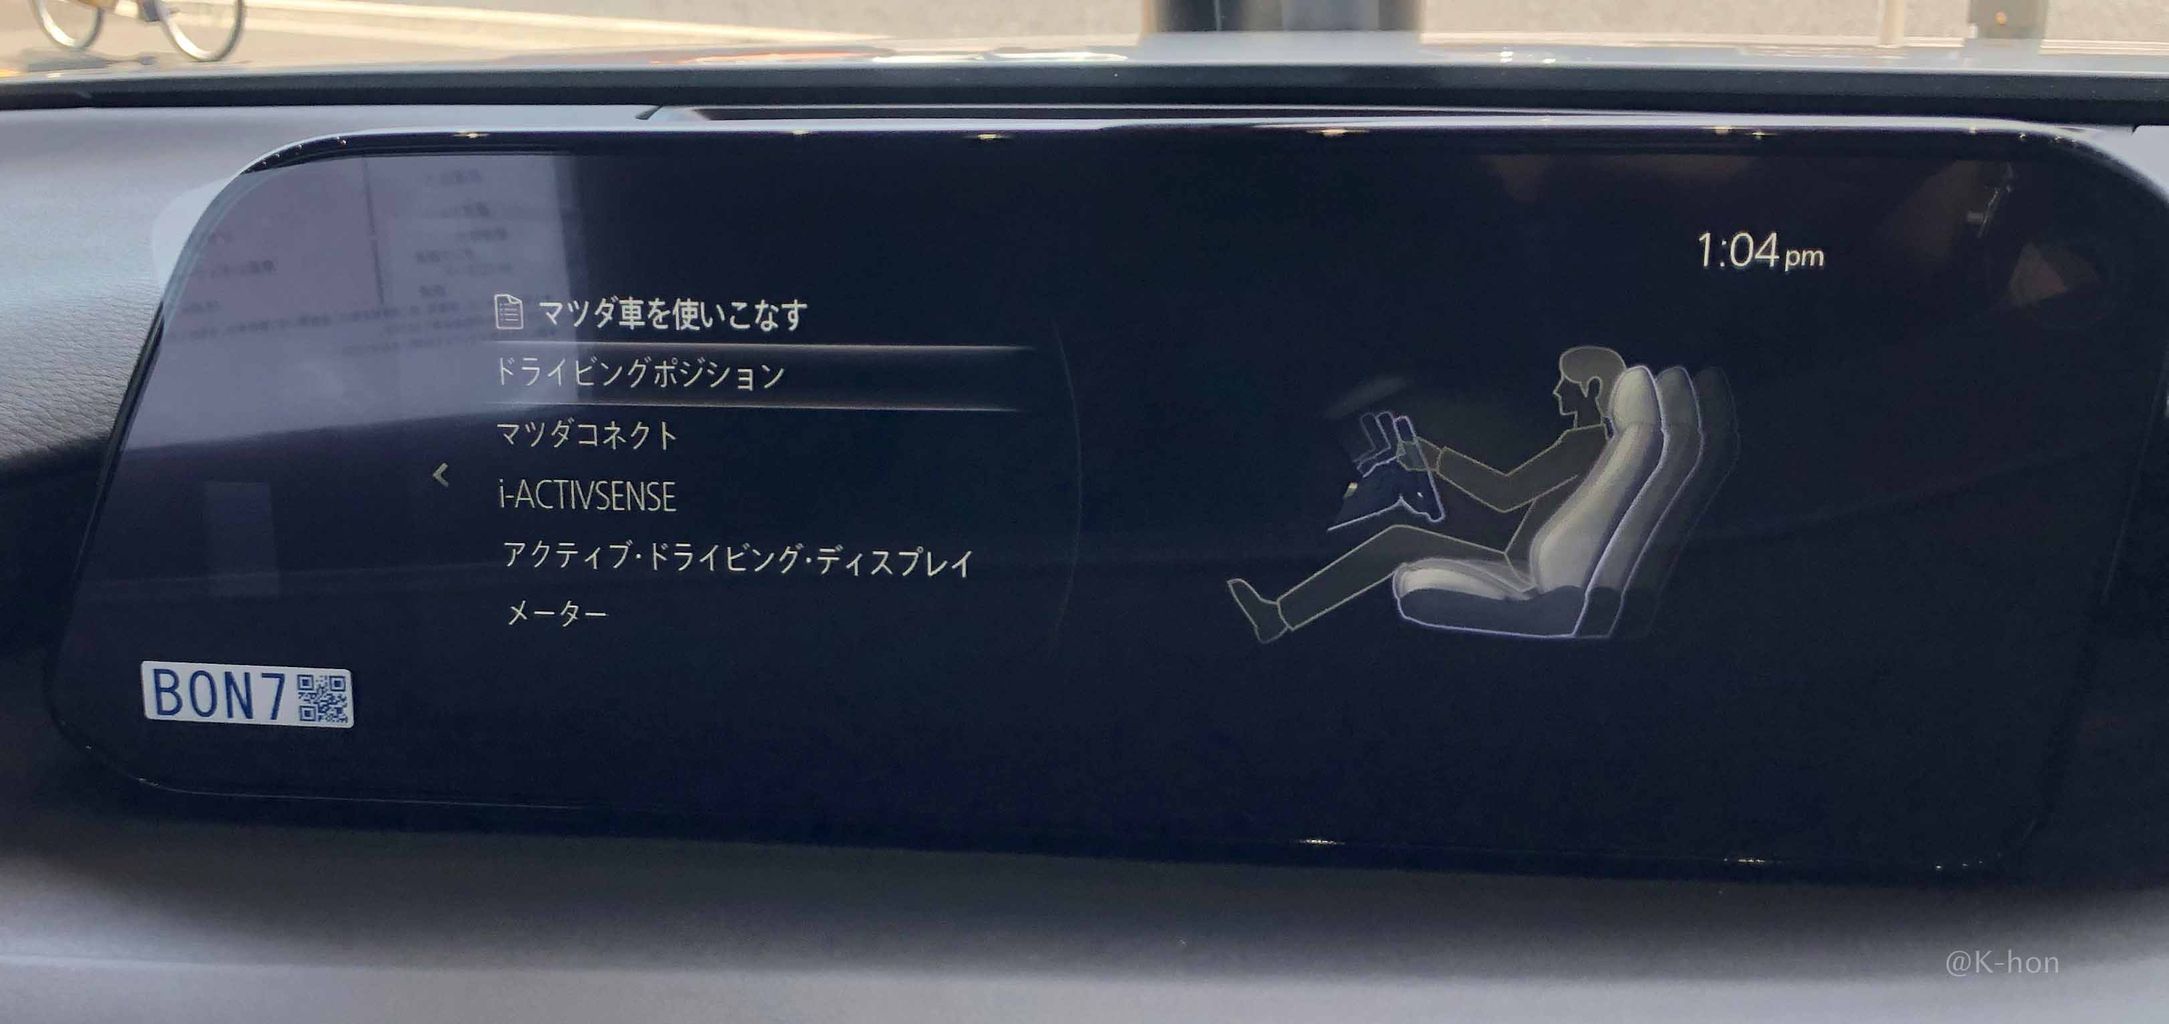 1:04pm
マツダ車を使いこなす
ドライビングポジション
マツダコネクト
i-ACTIVSENSE
アクティブ・ドライビング・ディスプレイ
メーター
BON7
@K-hon